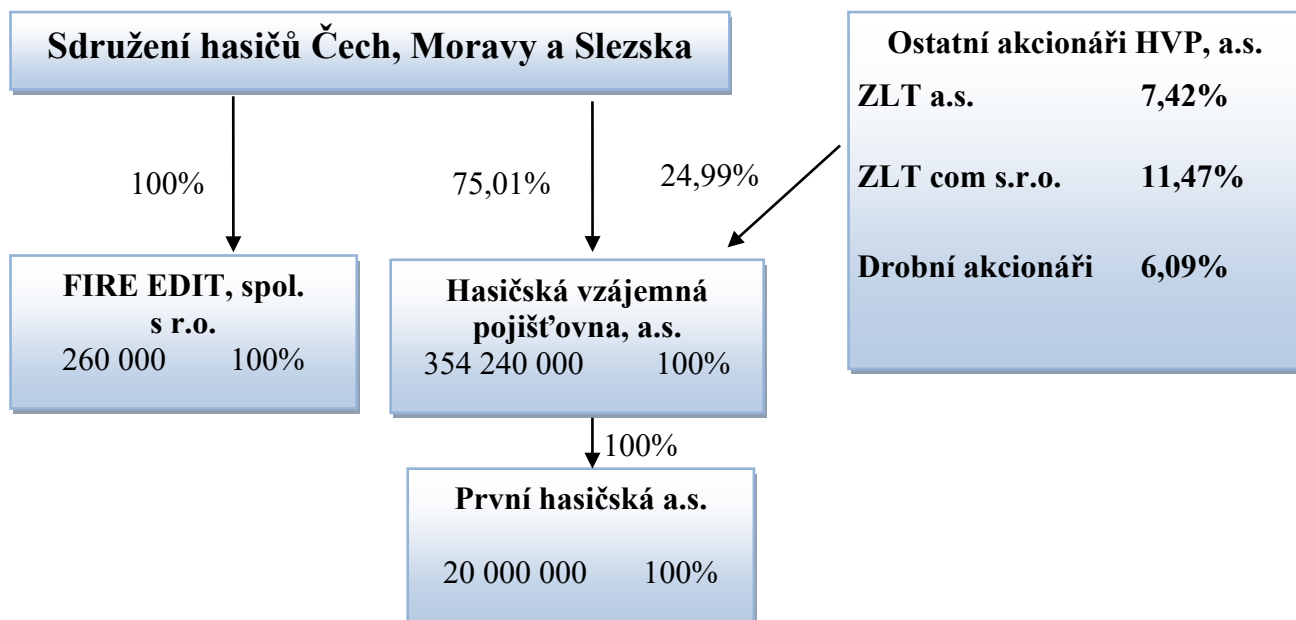 Sdružení hasičů Čech, Moravy a Slezska
Ostatní akcionáři HVP, a.s.
ZLT a.s. 7,42%
ZLT com s.r.o. 11,47%
Drobní akcionáři 6,09%
100%
75,01%
24,99%
FIRE EDIT, spol.
s r.o.
260 000 100%
Hasičská vzájemná
pojišťovna, a.s.
354 240 000 100%
100%
První hasičská a.s.
20 000 000 100%